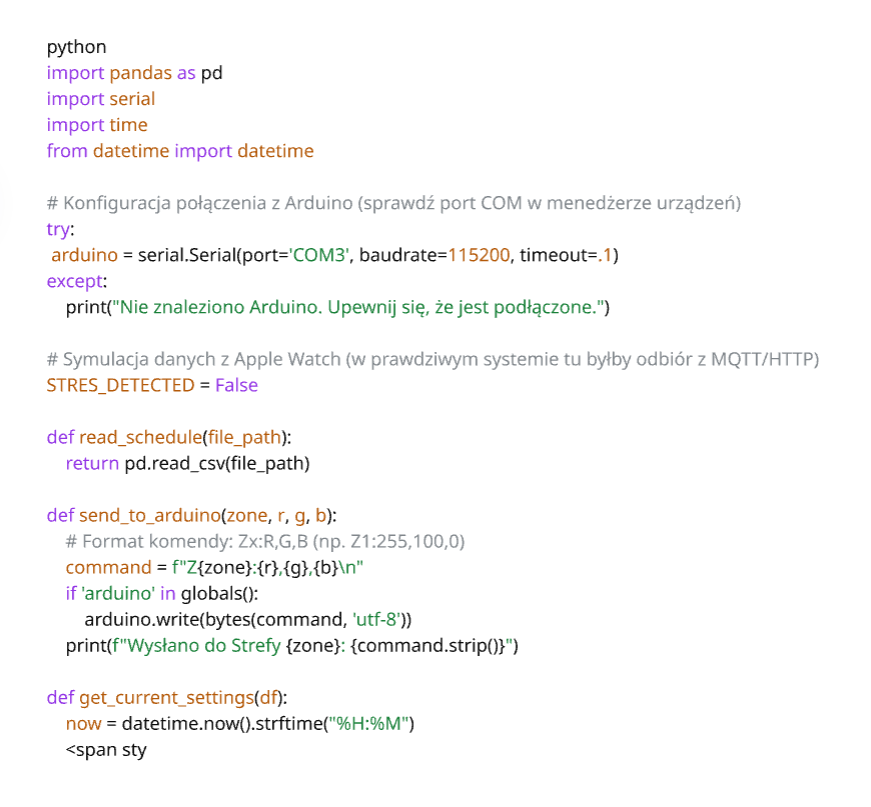 python
import pandas as pd
import serial
import time
from datetime import datetime
# Konfiguracja połączenia z Arduino (sprawdź port COM w menedżerze urządzeń)
try:
arduino = serial.Serial(port='COM3', baudrate=115200, timeout=.1)
except:
print("Nie znaleziono Arduino. Upewnij się, że jest podłączone.")
# Symulacja danych z Apple Watch (w prawdziwym systemie tu byłby odbiór z MQTT/HTTP)
STRES_DETECTED = False
def read_schedule(file_path):
return pd.read_csv(file_path)
def send_to_arduino(zone, r, g, b):
# Format komendy: Zx:R,G,B (np. Z1:255,100,0)
command = f"Z{zone}:{r},{g},{b}\n"
if 'arduino' in globals():
arduino.write(bytes(command, 'utf-8'))
print(f"Wysłano do Strefy {zone}: {command.strip()}")
def get_current_settings(df):
now = datetime.now().strftime("%H:%M")
<span sty